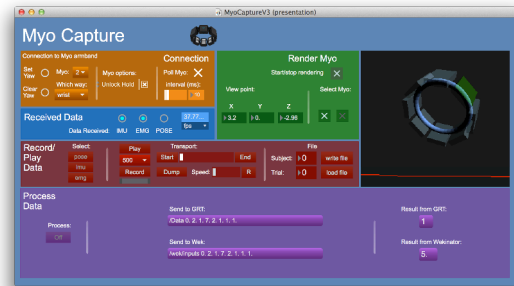 MyoCaptureV3 (presentation)
Myo Capture
Connection to Myo armband
Connection
Set Yaw
Myo:
2
Myo options:
Poll Myo:
Clear Yaw
Which way:
wrist
Unlock Hold
interval (ms):
10
Render Myo
Start/stop rendering
View point:
Select Myo:
X Y Z
3.2 0. -2.98
Received Data
37.77...
fps
Data Received: IMU EMG POSE
Record/
Play
Data
Select:
pose
imu
emg
Play
500
Record
Transport:
Start
End
Dump
Speed:
R
File
Subject:
0
write file
Trial:
0
load file
Process
Data
Process:
Off
Send to GRT:
/Data 0. 2. 1. 7. 2. 1. 1. 1.
Send to Wek:
/wek/inputs 0. 2. 1. 7. 2. 1. 1. 1.
Result from GRT:
1
Result from Wekinator:
5.